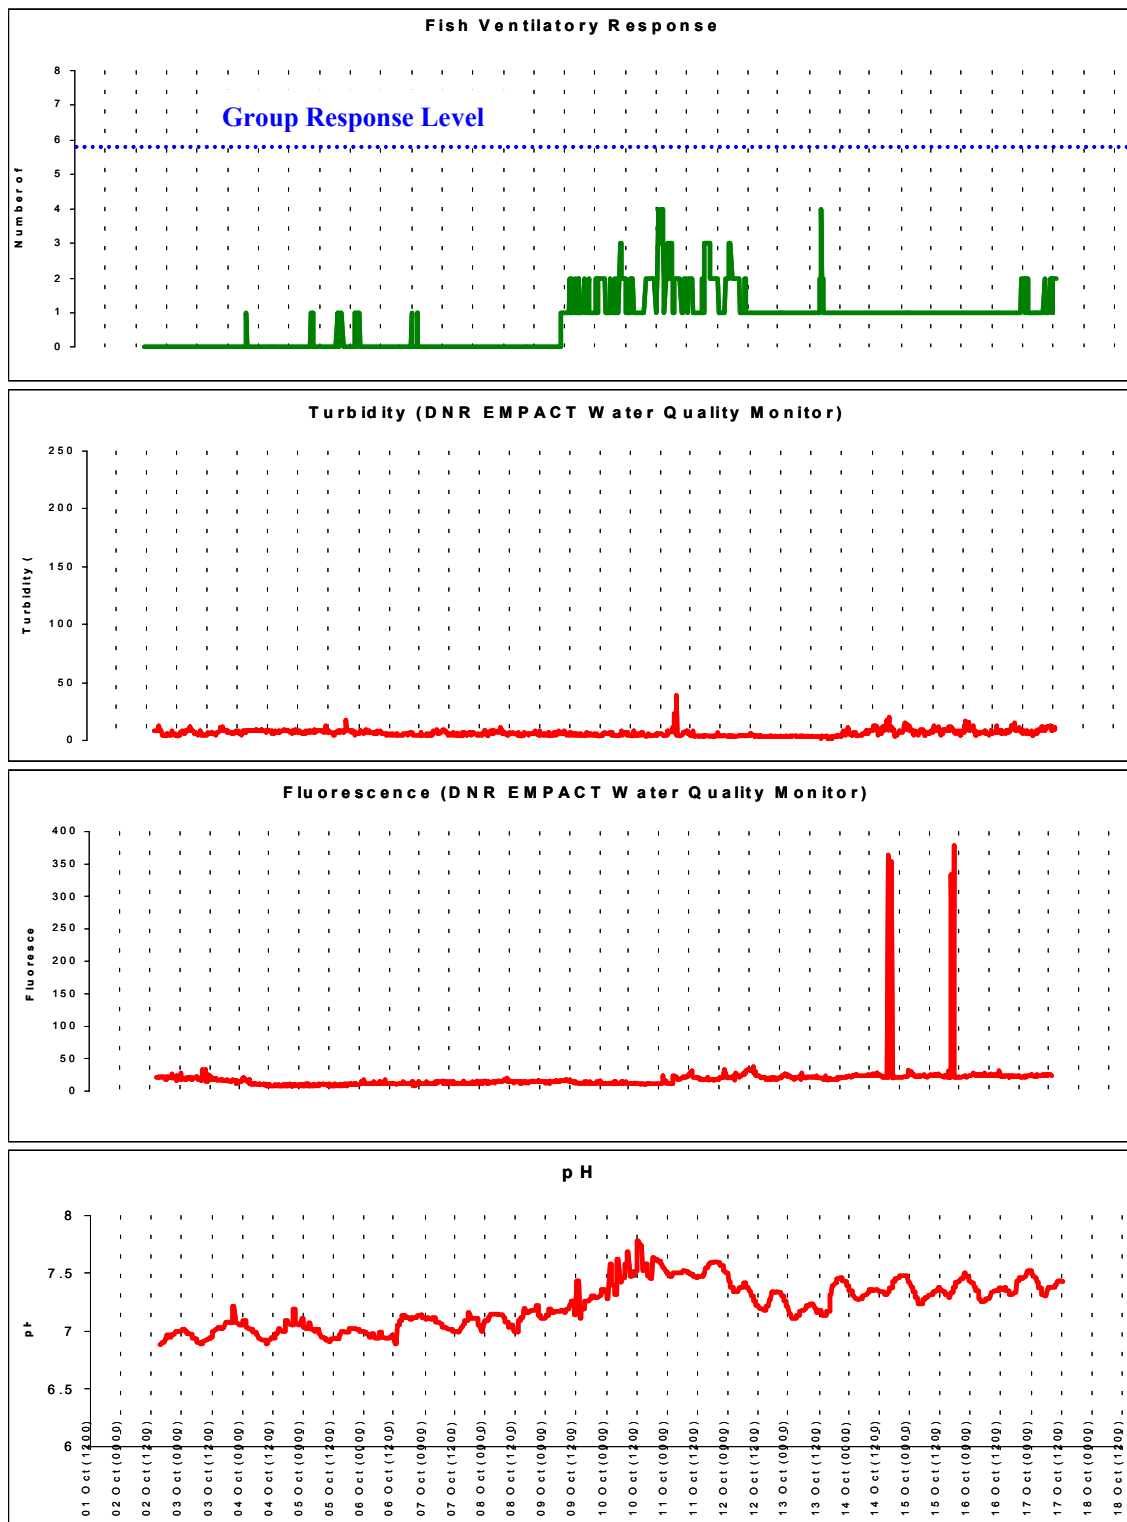 Fish Ventilatory Response
8
7
Group Response Level
6
5
4
3
2
1
0
Number of
Turbidity (DNR EMPACT Water Quality Monitor)
250
200
150
100
50
0
Turbidity (
Fluorescence (DNR EMPACT Water Quality Monitor)
400
350
300
250
200
150
100
50
0
Fluoresce
pH
8
7.5
7
6.5
6
pH
01 Oct (1200)
02 Oct (0000)
02 Oct (1200)
03 Oct (0000)
03 Oct (1200)
04 Oct (0000)
04 Oct (1200)
05 Oct (0000)
05 Oct (1200)
06 Oct (0000)
06 Oct (1200)
07 Oct (0000)
07 Oct (1200)
08 Oct (0000)
08 Oct (1200)
09 Oct (0000)
09 Oct (1200)
10 Oct (0000)
10 Oct (1200)
11 Oct (0000)
11 Oct (1200)
12 Oct (0000)
12 Oct (1200)
13 Oct (0000)
13 Oct (1200)
14 Oct (0000)
14 Oct (1200)
15 Oct (0000)
15 Oct (1200)
16 Oct (0000)
16 Oct (1200)
17 Oct (0000)
17 Oct (1200)
18 Oct (0000)
18 Oct (1200)